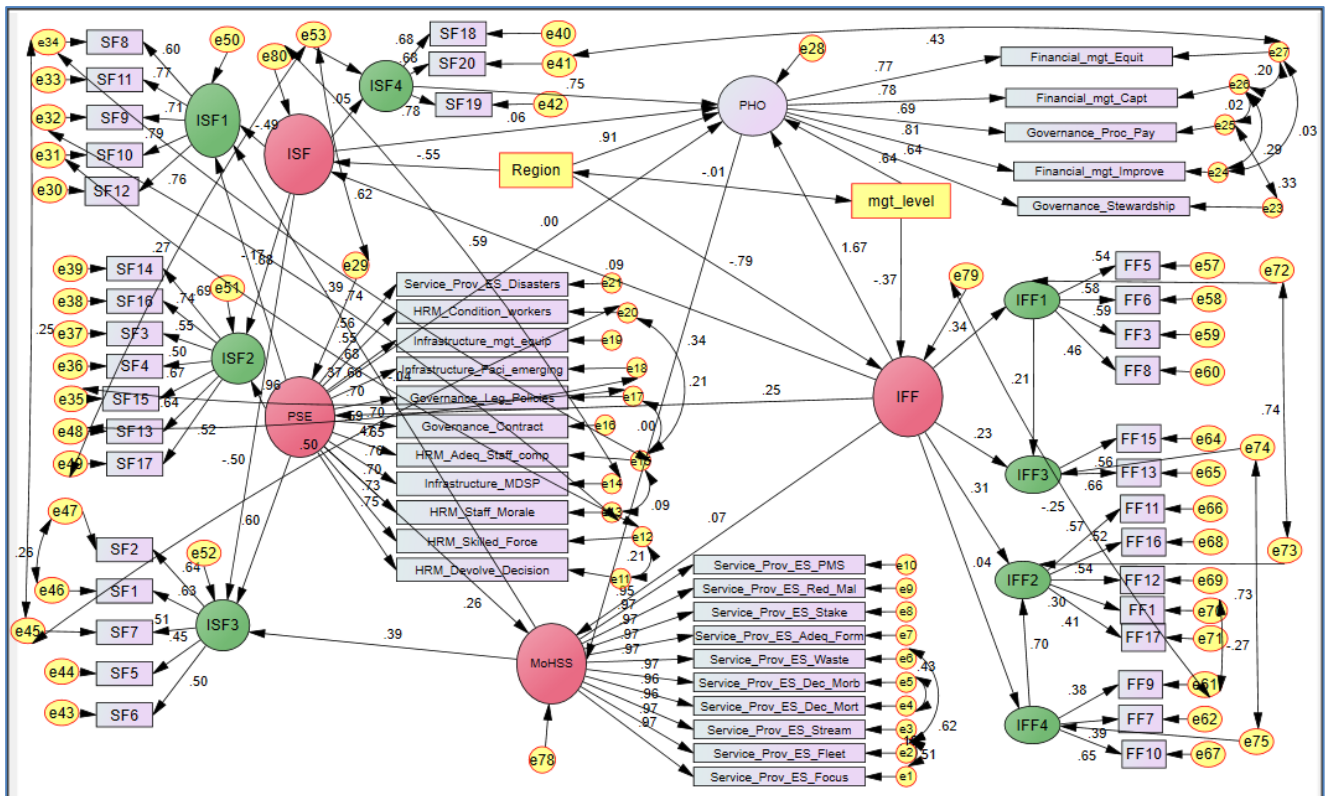 e34
SF8
.60
e50
e33
SF11
.77
e32
SF9
.71
ISF1
.79
e31
SF10
e30
SF12
.76
e80
e53
-.49
ISF
.05
ISF4
.68
SF18
e40
.66
SF20
e41
.78
SF19
e42
.75
.06
.43
e28
PHO
.77
Financial_mgt_Equit
e27
.78
Financial_mgt_Capt
e26
.20
.69
Governance_Proc_Pay
e25
.02
.81
Financial_mgt_Improve
e24
.29
.03
.64
Governance_Stewardship
e23
.33
.64
.91
-.55
Region
-.01
mgt_level
.62
.00
.59
1.67
-.79
-.37
.09
.27
-.17
.68
e29
.39
.74
e39
SF14
.69
e51
e38
SF16
.74
e37
SF3
.55
ISF2
e36
SF4
.50
e35
SF15
.67
e48
SF13
.64
e49
SF17
.52
.25
.96
PSE
Service_Prov_ES_Disasters
e21
HRM_Condition_workers
e20
Infrastructure_mgt_equip
e19
Infrastructure_Faci_emerging
e18
Governance_Leg_Policies
e17
Governance_Contract
e16
HRM_Adeq_Staff_comp
Infrastructure_MDSP
e14
HRM_Staff_Morale
e13
HRM_Skilled_Force
e12
HRM_Devolve_Decision
e11
.56
.55
.68
.66
.37
-.04
.70
.70
.65
.50
.76
.70
.73
.75
.34
.21
.25
.00
.09
.21
IFF
e79
.34
IFF1
.54
FF5
e57
.58
FF6
e58
.59
FF3
e59
.46
FF8
e60
e72
.21
.23
.74
IFF3
FF15
e64
.56
FF13
e65
.66
e74
.31
-.25
.57
FF11
e66
.52
FF16
e68
e73
IFF2
.54
FF12
e69
.30
FF1
e70
.41
FF17
e71
.73
-.27
.04
.70
.38
FF9
e61
IFF4
.39
FF7
e62
.65
FF10
e67
e75
.07
-.50
.60
e47
SF2
e52
.64
.26
e46
SF1
.63
e45
SF7
.51
ISF3
.45
e44
SF5
.50
e43
SF6
.39
.26
MoHSS
e78
.95
Service_Prov_ES_PMS
e10
.97
Service_Prov_ES_Red_Mal
e9
.97
Service_Prov_ES_Stake
e8
.97
Service_Prov_ES_Adeq_Form
e7
.97
Service_Prov_ES_Waste
e6
.43
.96
Service_Prov_ES_Dec_Morb
e5
.96
Service_Prov_ES_Dec_Mort
e4
.97
Service_Prov_ES_Stream
e3
.62
.97
Service_Prov_ES_Fleet
e2
.51
Service_Prov_ES_Focus
e1